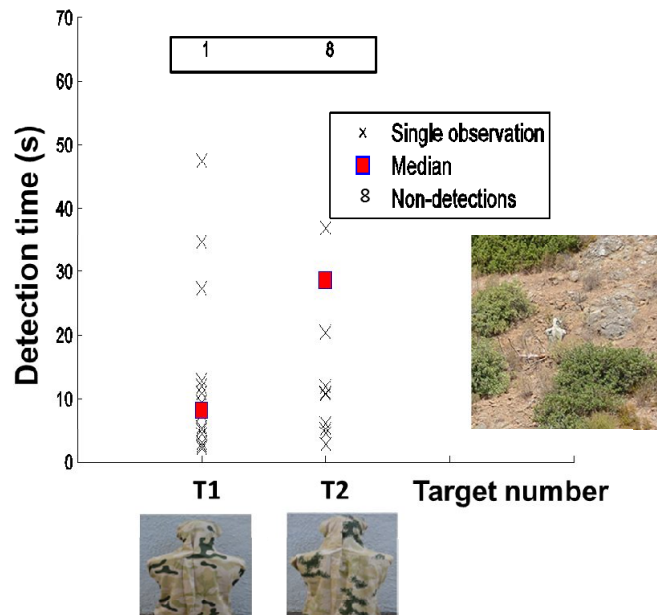 70
1 8
60
Single observation
50
Median
8 Non-detections
40
30
20
10
0
Detection time (s)
T1 T2 Target number